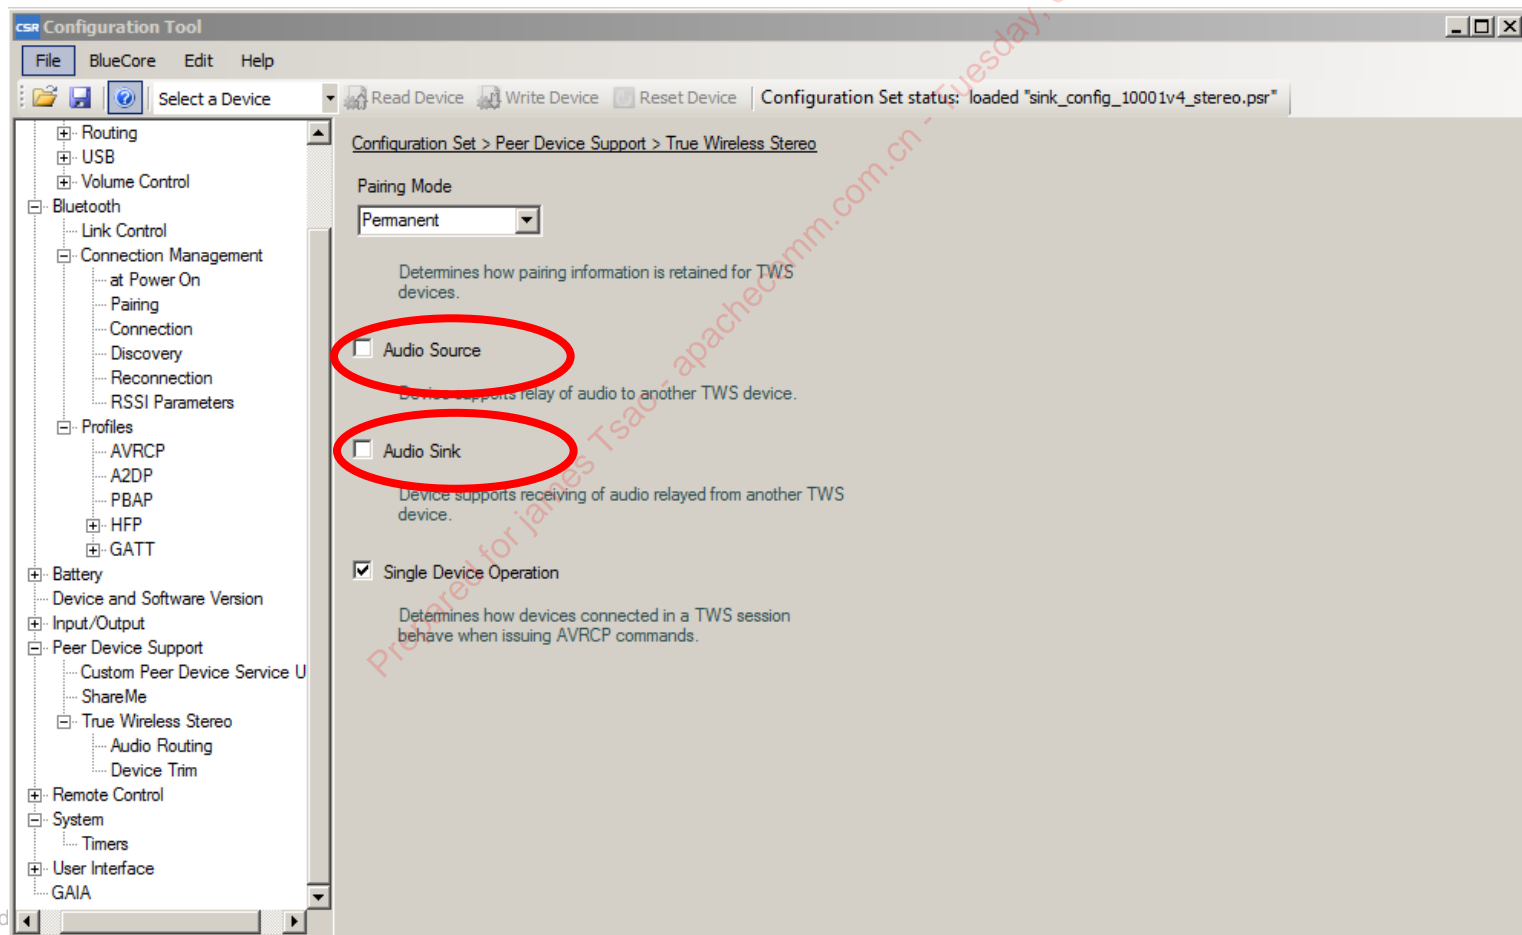 CSR Configuration Tool
File BlueCore Edit Help
Select a Device Read Device Write Device Reset Device Configuration Set status: loaded "sink_config_10001v4_stereo.psr"
Routing
USB
Volume Control
Bluetooth
Link Control
Connection Management
at Power On
Pairing
Connection
Discovery
Reconnection
RSSI Parameters
Profiles
AVRCP
A2DP
PBAP
HFP
GATT
Battery
Device and Software Version
Input/Output
Peer Device Support
Custom Peer Device Service U
ShareMe
True Wireless Stereo
Audio Routing
Device Trim
Remote Control
System
Timers
User Interface
GAIA
Configuration Set > Peer Device Support > True Wireless Stereo
Pairing Mode
Permanent
Determines how pairing information is retained for TWS
devices.
Audio Source
Device supports relay of audio to another TWS device.
Audio Sink
Device supports receiving of audio relayed from another TWS
device.
Single Device Operation
Determines how devices connected in a TWS session
behave when issuing AVRCP commands.
Prepared for james Tsao - apachecomm.com.cn - Tuesday,